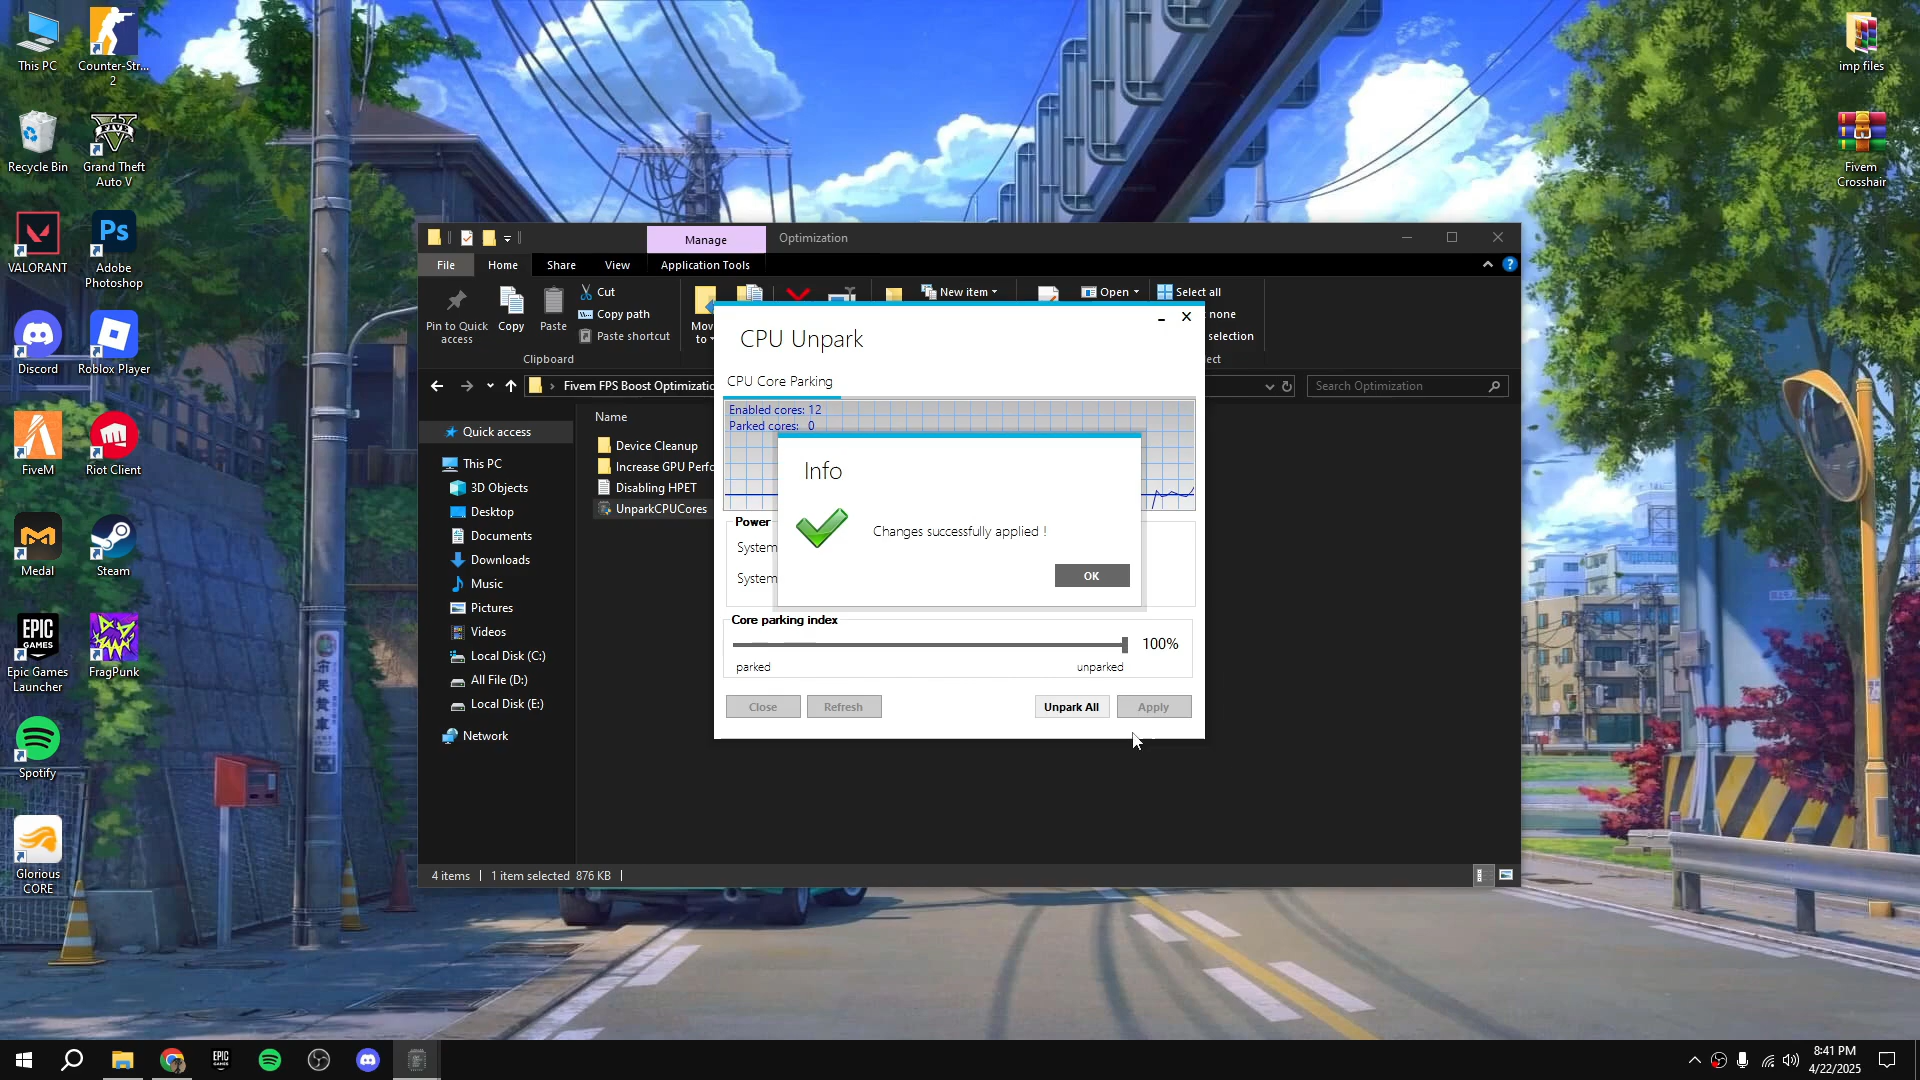 This PC
Counter-Str...
2
Recycle Bin
Grand Theft
Auto V
VALORANT
Adobe
Photoshop
Discord
Roblox Player
FiveM
Riot Client
Medal
Steam
Epic Games
Launcher
FragPunk
Spotify
Glorious
CORE
imp files
Fivem
Crosshair
Manage
Optimization
File
Home
Share
View
Application Tools
Pin to Quick
access
Copy
Paste
Cut
Copy path
Paste shortcut
Clipboard
Mov
to
New item
Open
Select all
none
selection
ect
Fivem FPS Boost Optimizatio
Search Optimization
Quick access
This PC
3D Objects
Desktop
Documents
Downloads
Music
Pictures
Videos
Local Disk (C:)
All File (D:)
Local Disk (E:)
Network
Name
Device Cleanup
Increase GPU Perfo
Disabling HPET
UnparkCPUCores
4 items
1 item selected 876 KB
CPU Unpark
CPU Core Parking
Enabled cores: 12
Parked cores: 0
Power
System
System
Info
Changes successfully applied !
OK
Core parking index
100%
parked
unparked
Close
Refresh
Unpark All
Apply
8:41 PM
4/22/2025